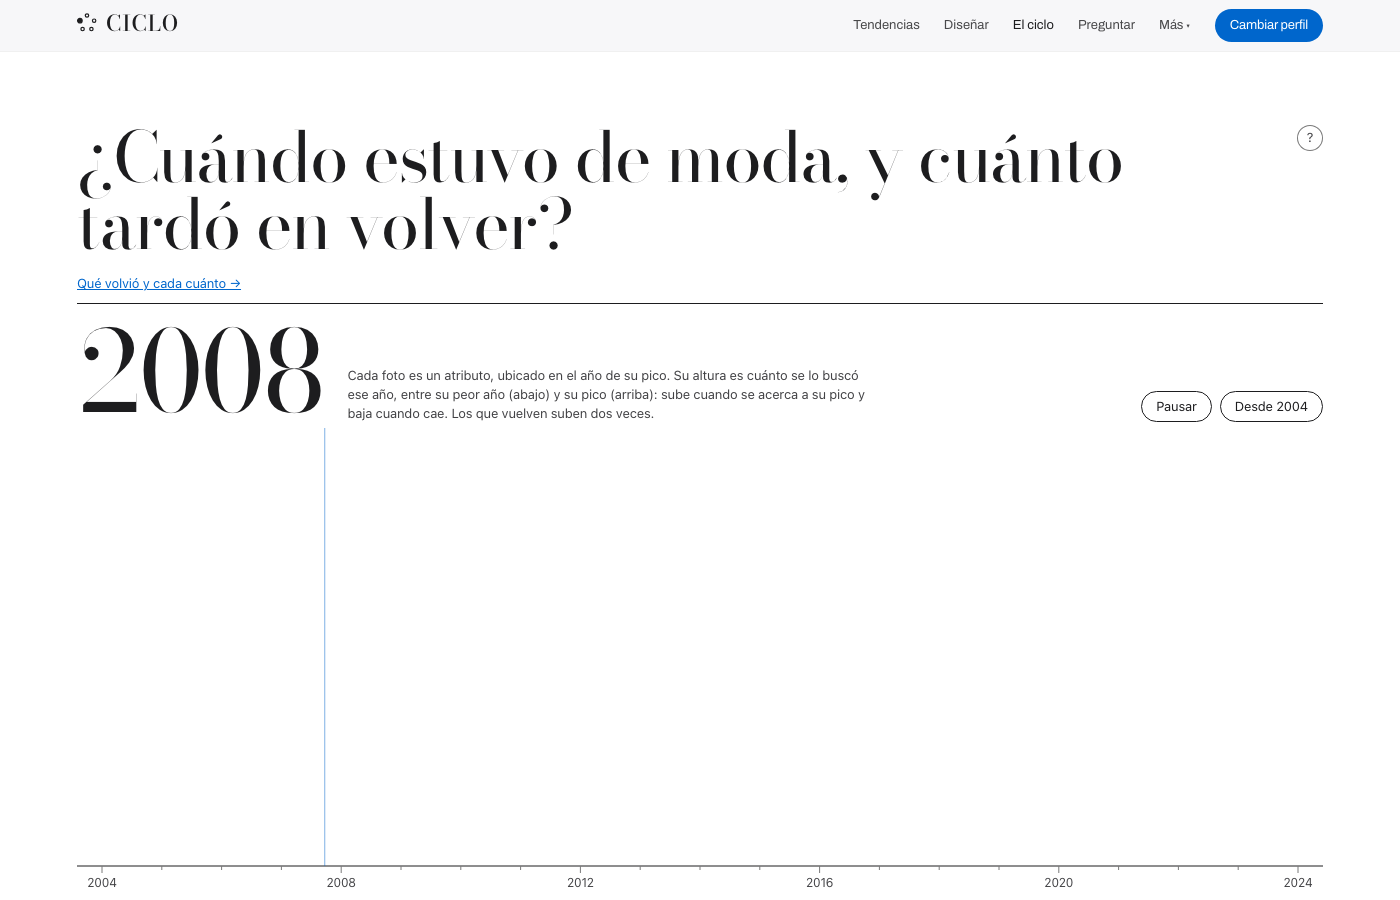 CICLO
Tendencias Diseñar El ciclo Preguntar Más Cambiar perfil
¿Cuándo estuvo de moda, y cuánto
tardó en volver?
?
Qué volvió y cada cuánto →
2008
Cada foto es un atributo, ubicado en el año de su pico. Su altura es cuánto se lo buscó
ese año, entre su peor año (abajo) y su pico (arriba): sube cuando se acerca a su pico y
baja cuando cae. Los que vuelven suben dos veces.
Pausar Desde 2004
2004 2008 2012 2016 2020 2024